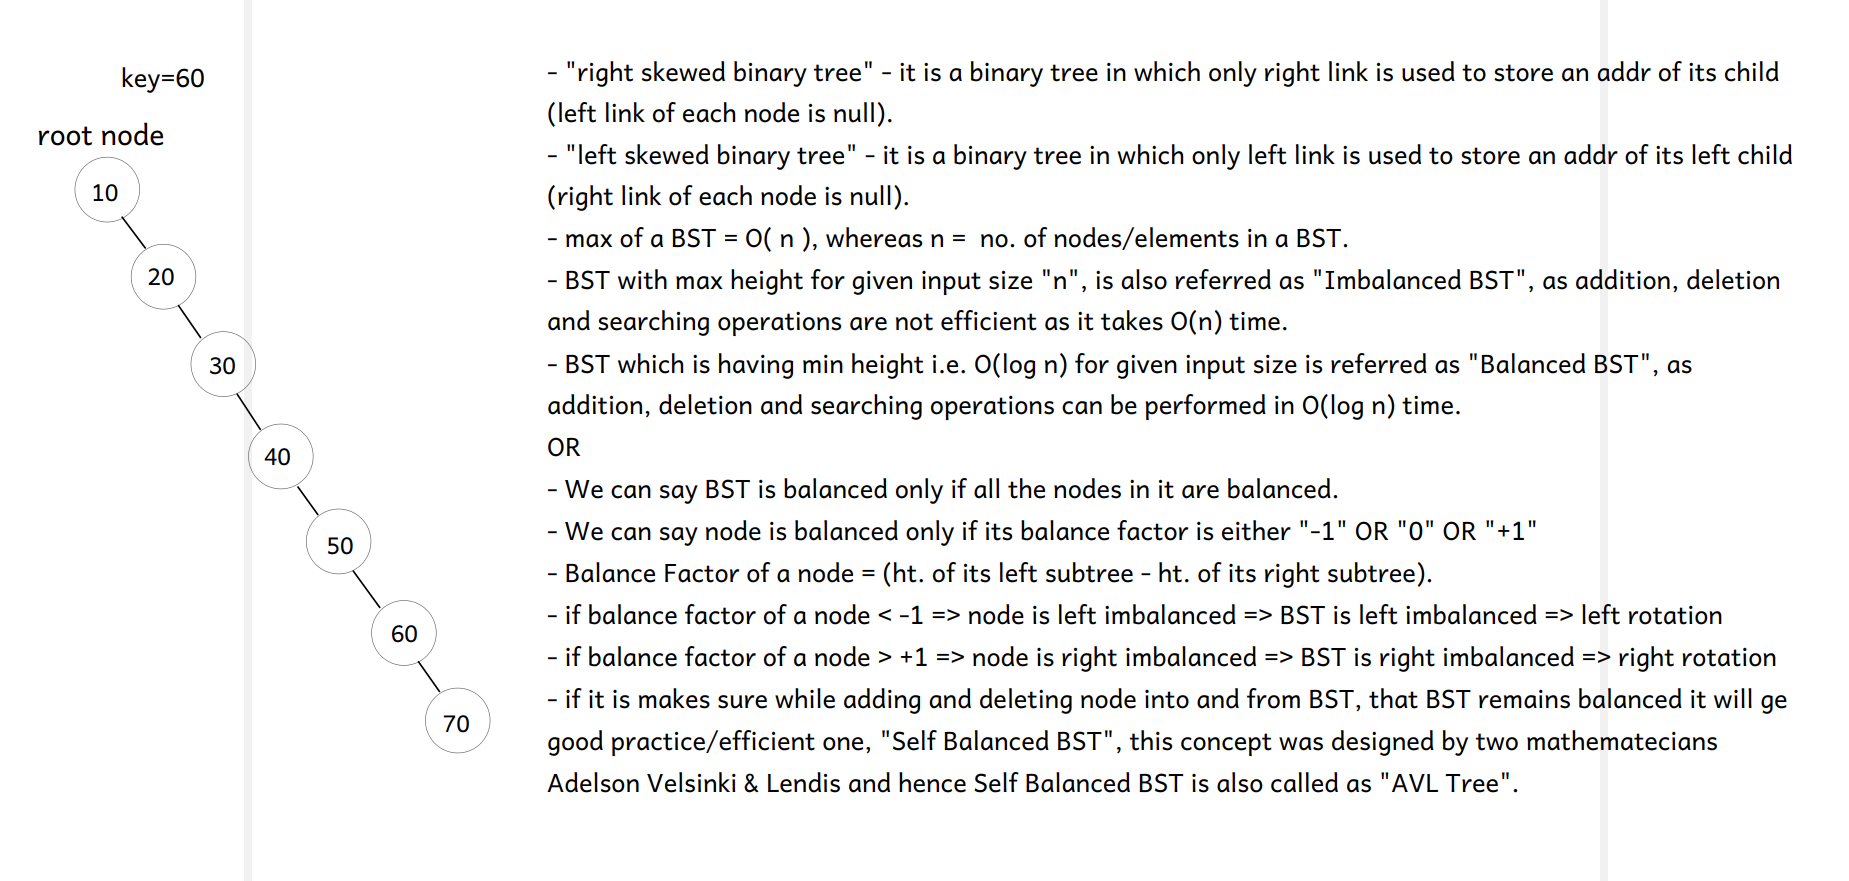 key=60
root node
10
20
30
40
50
60
70
- "right skewed binary tree" - it is a binary tree in which only right link is used to store an addr of its child
(left link of each node is null).
- "left skewed binary tree" - it is a binary tree in which only left link is used to store an addr of its left child
(right link of each node is null).
- max of a BST = O( n ), whereas n =  no. of nodes/elements in a BST.
- BST with max height for given input size "n", is also referred as "Imbalanced BST", as addition, deletion
and searching operations are not efficient as it takes O(n) time.
- BST which is having min height i.e. O(log n) for given input size is referred as "Balanced BST", as
addition, deletion and searching operations can be performed in O(log n) time.
OR
- We can say BST is balanced only if all the nodes in it are balanced.
- We can say node is balanced only if its balance factor is either "-1" OR "0" OR "+1"
- Balance Factor of a node = (ht. of its left subtree - ht. of its right subtree).
- if balance factor of a node < -1 => node is left imbalanced => BST is left imbalanced => left rotation
- if balance factor of a node > +1 => node is right imbalanced => BST is right imbalanced => right rotation
- if it is makes sure while adding and deleting node into and from BST, that BST remains balanced it will ge
good practice/efficient one, "Self Balanced BST", this concept was designed by two mathematecians
Adelson Velsinki & Lendis and hence Self Balanced BST is also called as "AVL Tree".